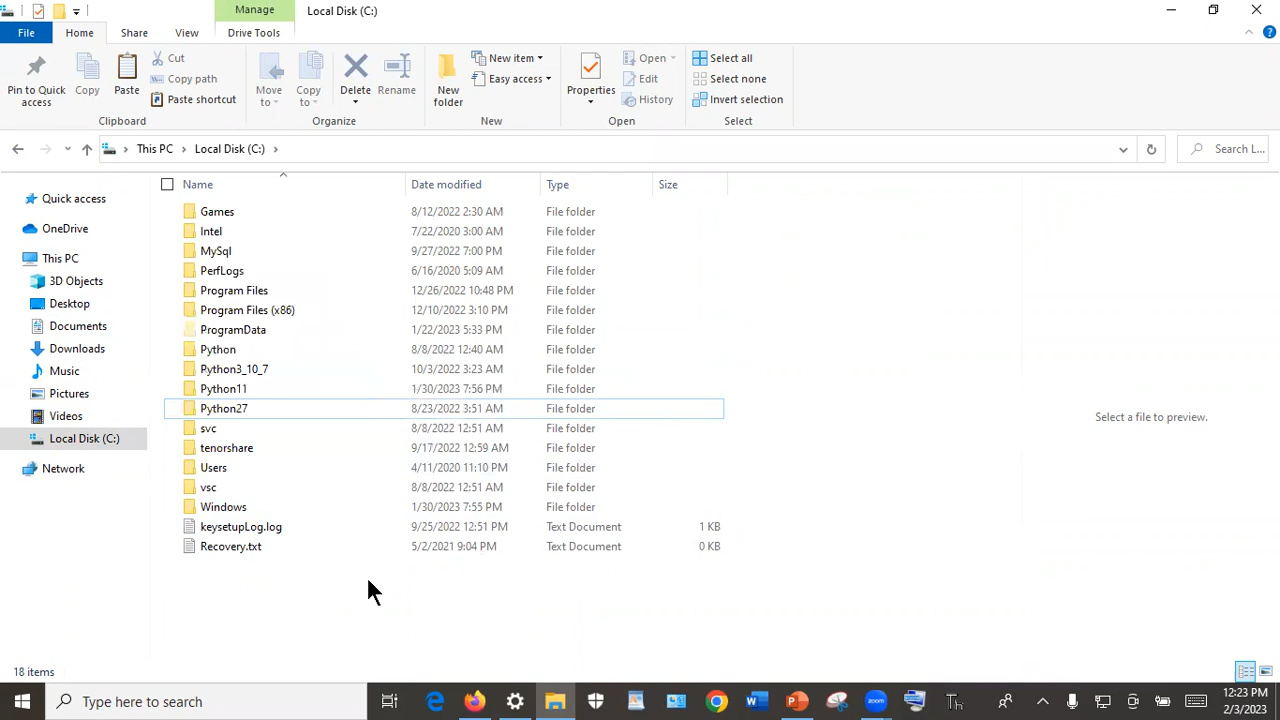 Manage
Local Disk (C:)
File
Home
Share
View
Drive Tools
Pin to Quick access
Copy
Paste
Cut
Copy path
Paste shortcut
Clipboard
Move to
Copy to
Delete
Rename
Organize
New folder
New item
Easy access
New
Properties
Open
Edit
History
Open
Select all
Select none
Invert selection
Select
This PC
Local Disk (C:)
Search L...
Quick access
OneDrive
This PC
3D Objects
Desktop
Documents
Downloads
Music
Pictures
Videos
Local Disk (C:)
Network
Name Date modified Type Size
Games 8/12/2022 2:30 AM File folder
Intel 7/22/2020 3:00 AM File folder
MySql 9/27/2022 7:00 PM File folder
PerfLogs 6/16/2020 5:09 AM File folder
Program Files 12/26/2022 10:48 PM File folder
Program Files (x86) 12/10/2022 3:10 PM File folder
ProgramData 1/22/2023 5:33 PM File folder
Python 8/8/2022 12:40 AM File folder
Python3_10_7 10/3/2022 3:23 AM File folder
Python11 1/30/2023 7:56 PM File folder
Python27 8/23/2022 3:51 AM File folder
svc 8/8/2022 12:51 AM File folder
tenorshare 9/17/2022 12:59 AM File folder
Users 4/11/2020 11:10 PM File folder
vsc 8/8/2022 12:51 AM File folder
Windows 1/30/2023 7:55 PM File folder
keysetupLog.log 9/25/2022 12:51 PM Text Document 1 KB
Recovery.txt 5/2/2021 9:04 PM Text Document 0 KB
Select a file to preview.
18 items
Type here to search
zoom
12:23 PM
2/3/2023